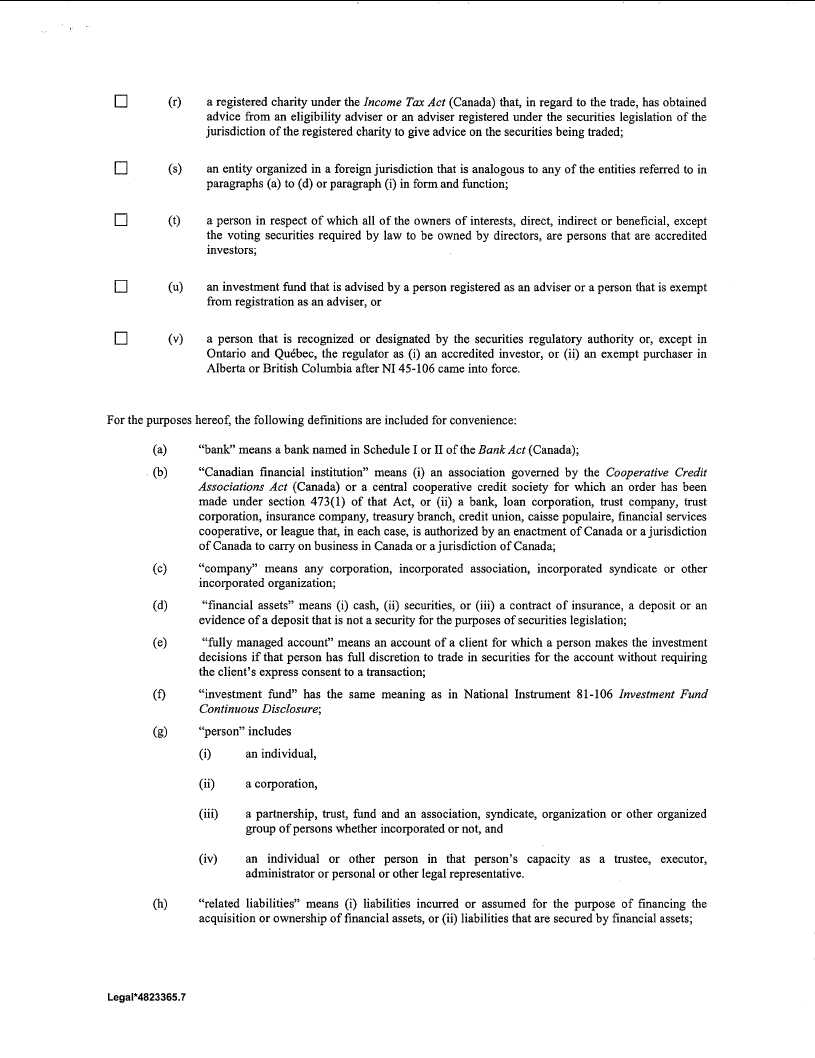 (r) a registered charity under the Income Tax Act (Canada) that, in regard to the trade, has obtained
advice from an eligibility adviser or an adviser registered under the securities legislation of the
jurisdiction of the registered charity to give advice on the securities being traded;
(s) an entity organized in a foreign jurisdiction that is analogous to any of the entities referred to in
paragraphs (a) to (d) or paragraph (i) in form and function;
(t) a person in respect of which all of the owners of interests, direct, indirect or beneficial, except
the voting securities required by law to be owned by directors, are persons that are accredited
investors;
(u) an investment fund that is advised by a person registered as an adviser or a person that is exempt
from registration as an adviser, or
(v) a person that is recognized or designated by the securities regulatory authority or, except in
Ontario and Québec, the regulator as (i) an accredited investor, or (ii) an exempt purchaser in
Alberta or British Columbia after NI 45-106 came into force.
For the purposes hereof, the following definitions are included for convenience:
(a) “bank” means a bank named in Schedule I or II of the Bank Act (Canada);
(b) “Canadian financial institution” means (i) an association governed by the Cooperative Credit
Associations Act (Canada) or a central cooperative credit society for which an order has been
made under section 473(1) of that Act, or (ii) a bank, loan corporation, trust company, trust
corporation, insurance company, treasury branch, credit union, caisse populaire, financial services
cooperative, or league that, in each case, is authorized by an enactment of Canada or a jurisdiction
of Canada to carry on business in Canada or a jurisdiction of Canada;
(c) “company” means any corporation, incorporated association, incorporated syndicate or other
incorporated organization;
(d) “financial assets” means (i) cash, (ii) securities, or (iii) a contract of insurance, a deposit or an
evidence of a deposit that is not a security for the purposes of securities legislation;
(e) “fully managed account” means an account of a client for which a person makes the investment
decisions if that person has full discretion to trade in securities for the account without requiring
the client’s express consent to a transaction;
(f) “investment fund” has the same meaning as in National Instrument 81-106 Investment Fund
Continuous Disclosure;
(g) “person” includes
(i) an individual,
(ii) a corporation,
(iii) a partnership, trust, fund and an association, syndicate, organization or other organized
group of persons whether incorporated or not, and
(iv) an individual or other person in that person’s capacity as a trustee, executor,
administrator or personal or other legal representative.
(h) “related liabilities” means (i) liabilities incurred or assumed for the purpose of financing the
acquisition or ownership of financial assets, or (ii) liabilities that are secured by financial assets;
Legal*4823365.7